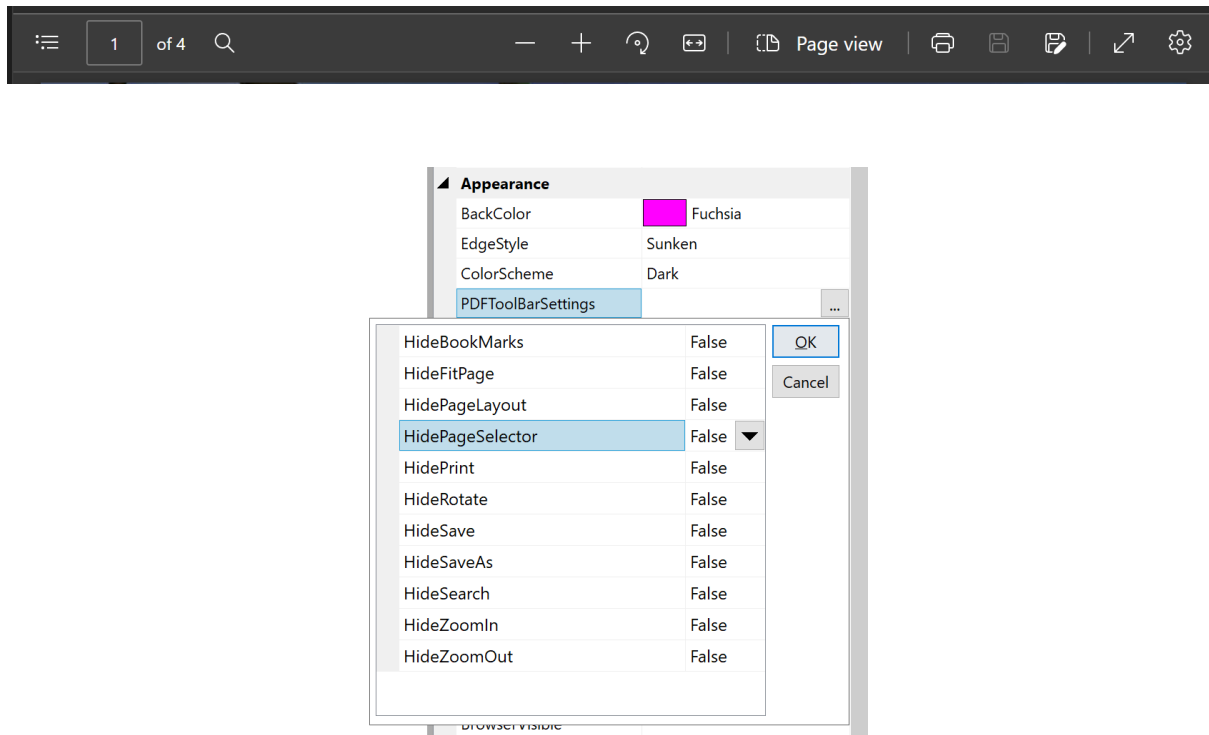 1 of 4 Page view
Appearance
BackColor Fuchsia
EdgeStyle Sunken
ColorScheme Dark
PDFToolBarSettings ...
HideBookMarks False OK
HideFitPage False
Cancel
HidePageLayout False
HidePageSelector False
HidePrint False
HideRotate False
HideSave False
HideSaveAs False
HideSearch False
HideZoomIn False
HideZoomOut False
BrowserVisible